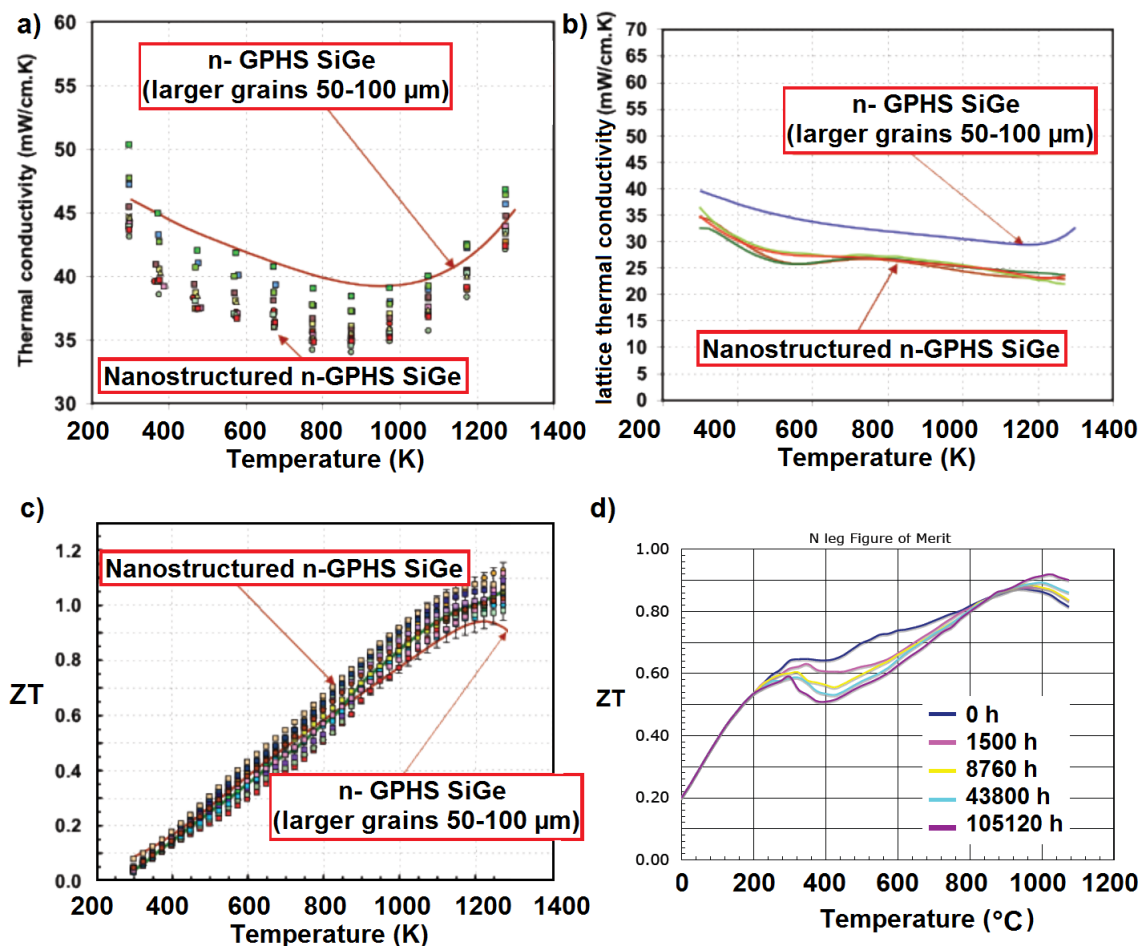 a)
Thermal conductivity (mW/cm.K)
60
55
50
45
40
35
30
n- GPHS SiGe
(larger grains 50-100 µm)
Nanostructured n-GPHS SiGe
200 400 600 800 1000 1200 1400
Temperature (K)
b)
lattice thermal conductivity (mW/cm.K)
70
65
60
55
50
45
40
35
30
25
20
15
10
5
0
n- GPHS SiGe
(larger grains 50-100 µm)
Nanostructured n-GPHS SiGe
200 400 600 800 1000 1200 1400
Temperature (K)
c)
ZT
1.2
1.0
0.8
0.6
0.4
0.2
0.0
Nanostructured n-GPHS SiGe
n- GPHS SiGe
(larger grains 50-100 µm)
200 400 600 800 1000 1200 1400
Temperature (K)
d)
N leg Figure of Merit
ZT
1.00
0.80
0.60
0.40
0.20
0.00
0 h
1500 h
8760 h
43800 h
105120 h
0 200 400 600 800 1000 1200
Temperature (°C)